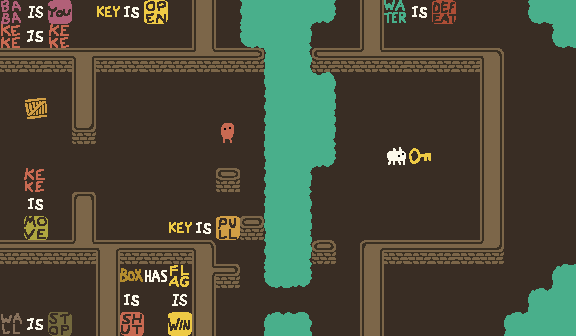 BABA IS YOU
KEY IS OPEN
WATER IS DEFEAT
KEKE IS KEKE
KEKE
IS
MOVE
KEY IS PULL
BOX HAS FLAG
IS IS
SHUT WIN
WALL IS STOP